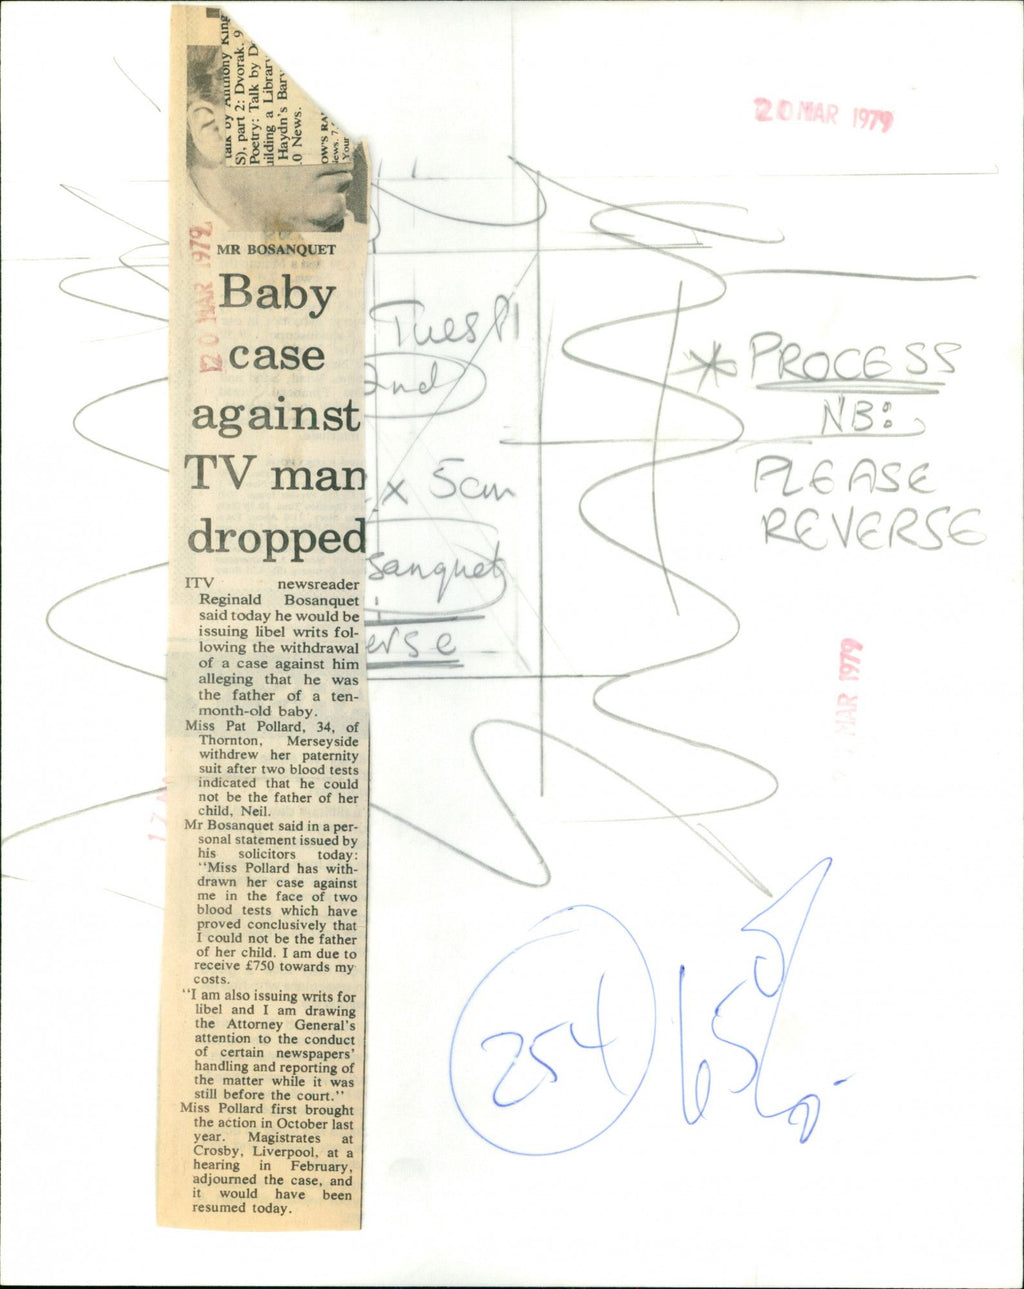 talk by Anthony King
S), part 2: Dvorak. 9
Poetry: Talk by
uilding a Library
Haydn's
.0 News.
OW'S
ews. 7.
Your
20 MAR 1979
MR BOSANQUET
20 MAR 1979
Baby
case
against
TV man
dropped
ITV newsreader
Reginald Bosanquet
said today he would be
issuing libel writs fol-
lowing the withdrawal
of a case against him
alleging that he was
the father of a ten-
month-old baby.
Miss Pat Pollard, 34, of
Thornton, Merseyside
withdrew her paternity
suit after two blood tests
indicated that he could
not be the father of her
child, Neil.
Mr Bosanquet said in a per-
sonal statement issued by
his solicitors today:
"Miss Pollard has with-
drawn her case against
me in the face of two
blood tests which have
proved conclusively that
I could not be the father
of her child. I am due to
receive £750 towards my
costs.
"I am also issuing writs for
libel and I am drawing
the Attorney General's
attention to the conduct
of certain newspapers'
handling and reporting of
the matter while it was
still before the court."
Miss Pollard first brought
the action in October last
year. Magistrates at
Crosby, Liverpool, at a
hearing in February,
adjourned the case, and
it would have been
resumed today.
Tues P1
2nd
x 5cm
sanquet
erse
* PROCESS
NB:
PLEASE
REVERSE
MAR 1979
17
254